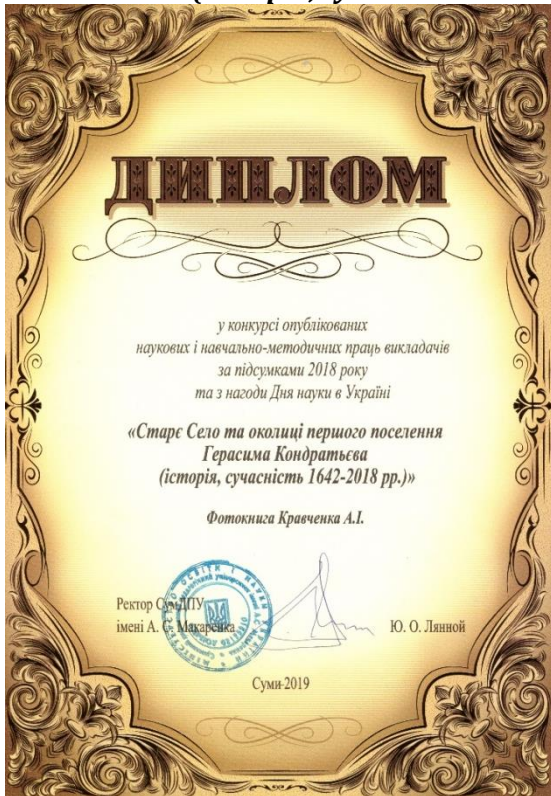 ДИПЛОМ
у конкурсі опублікованих
наукових і навчально-методичних праць викладачів
за підсумками 2018 року
та з нагоди Дня науки в Україні
«Старе Село та околиці першого поселення
Герасима Кондратьєва
(історія, сучасність 1642-2018 рр.)»
Фотокнига Кравченка А.І.
Ректор СумДПУ
імені А. С. Макаренка Ю. О. Лянной
Суми-2019